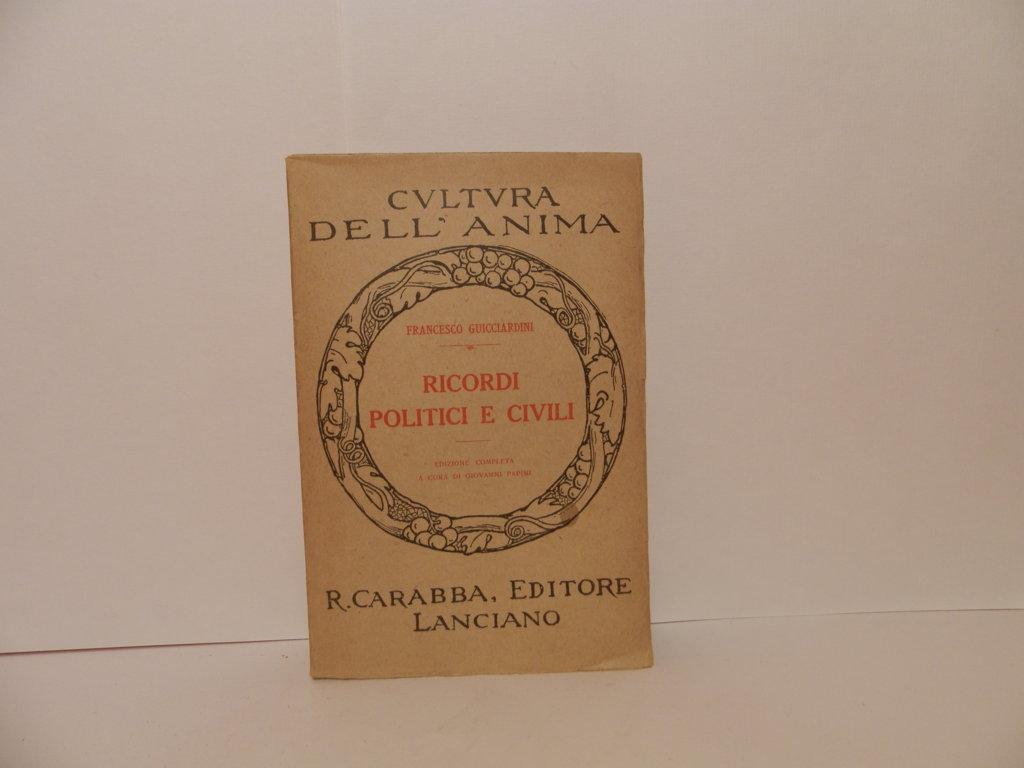 CVLTVRA
DELL' ANIMA
FRANCESCO GUICCIARDINI
RICORDI
POLITICI E CIVILI
EDIZIONE COMPLETA
A CURA DI GIOVANNI PAPINI
R. CARABBA, EDITORE
LANCIANO